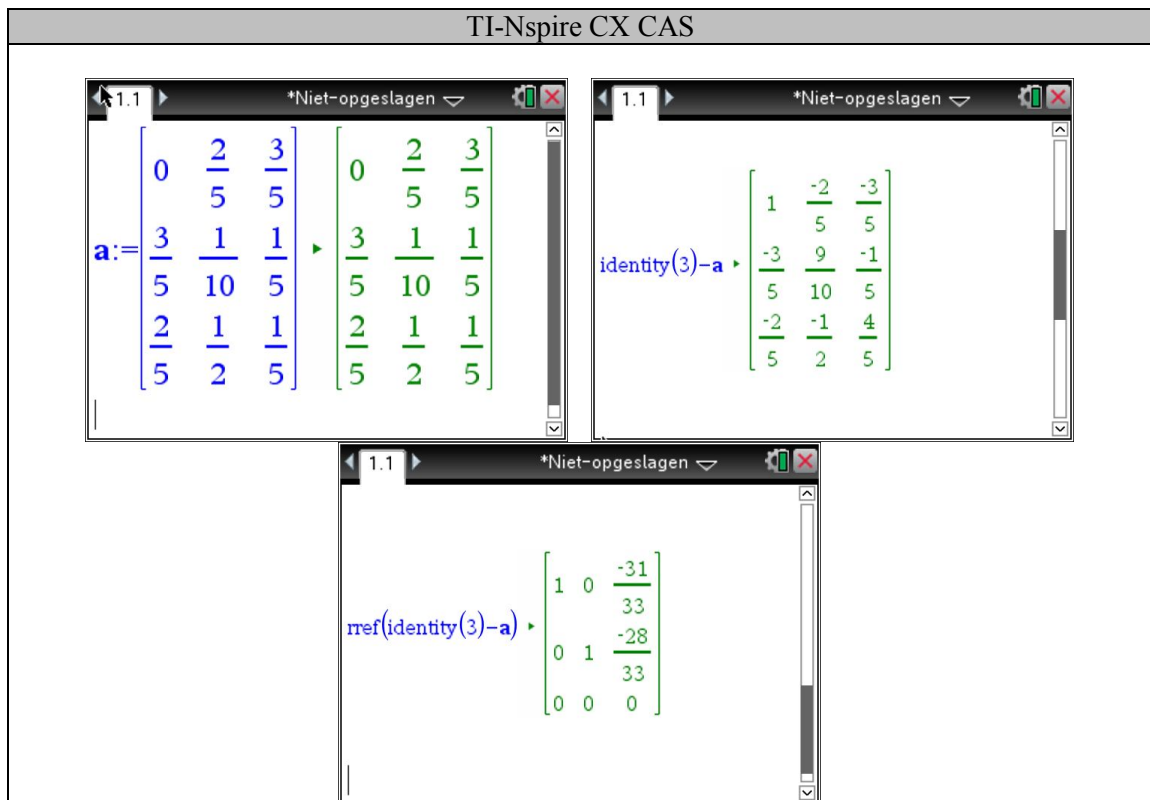 TI-Nspire CX CAS
1.1 *Niet-opgeslagen
a:= [0 2/5 3/5; 3/5 1/10 1/5; 2/5 1/2 1/5] ▸ [0 2/5 3/5; 3/5 1/10 1/5; 2/5 1/2 1/5]
1.1 *Niet-opgeslagen
identity(3)-a ▸ [1 -2/5 -3/5; -3/5 9/10 -1/5; -2/5 -1/2 4/5]
1.1 *Niet-opgeslagen
rref(identity(3)-a) ▸ [1 0 -31/33; 0 1 -28/33; 0 0 0]